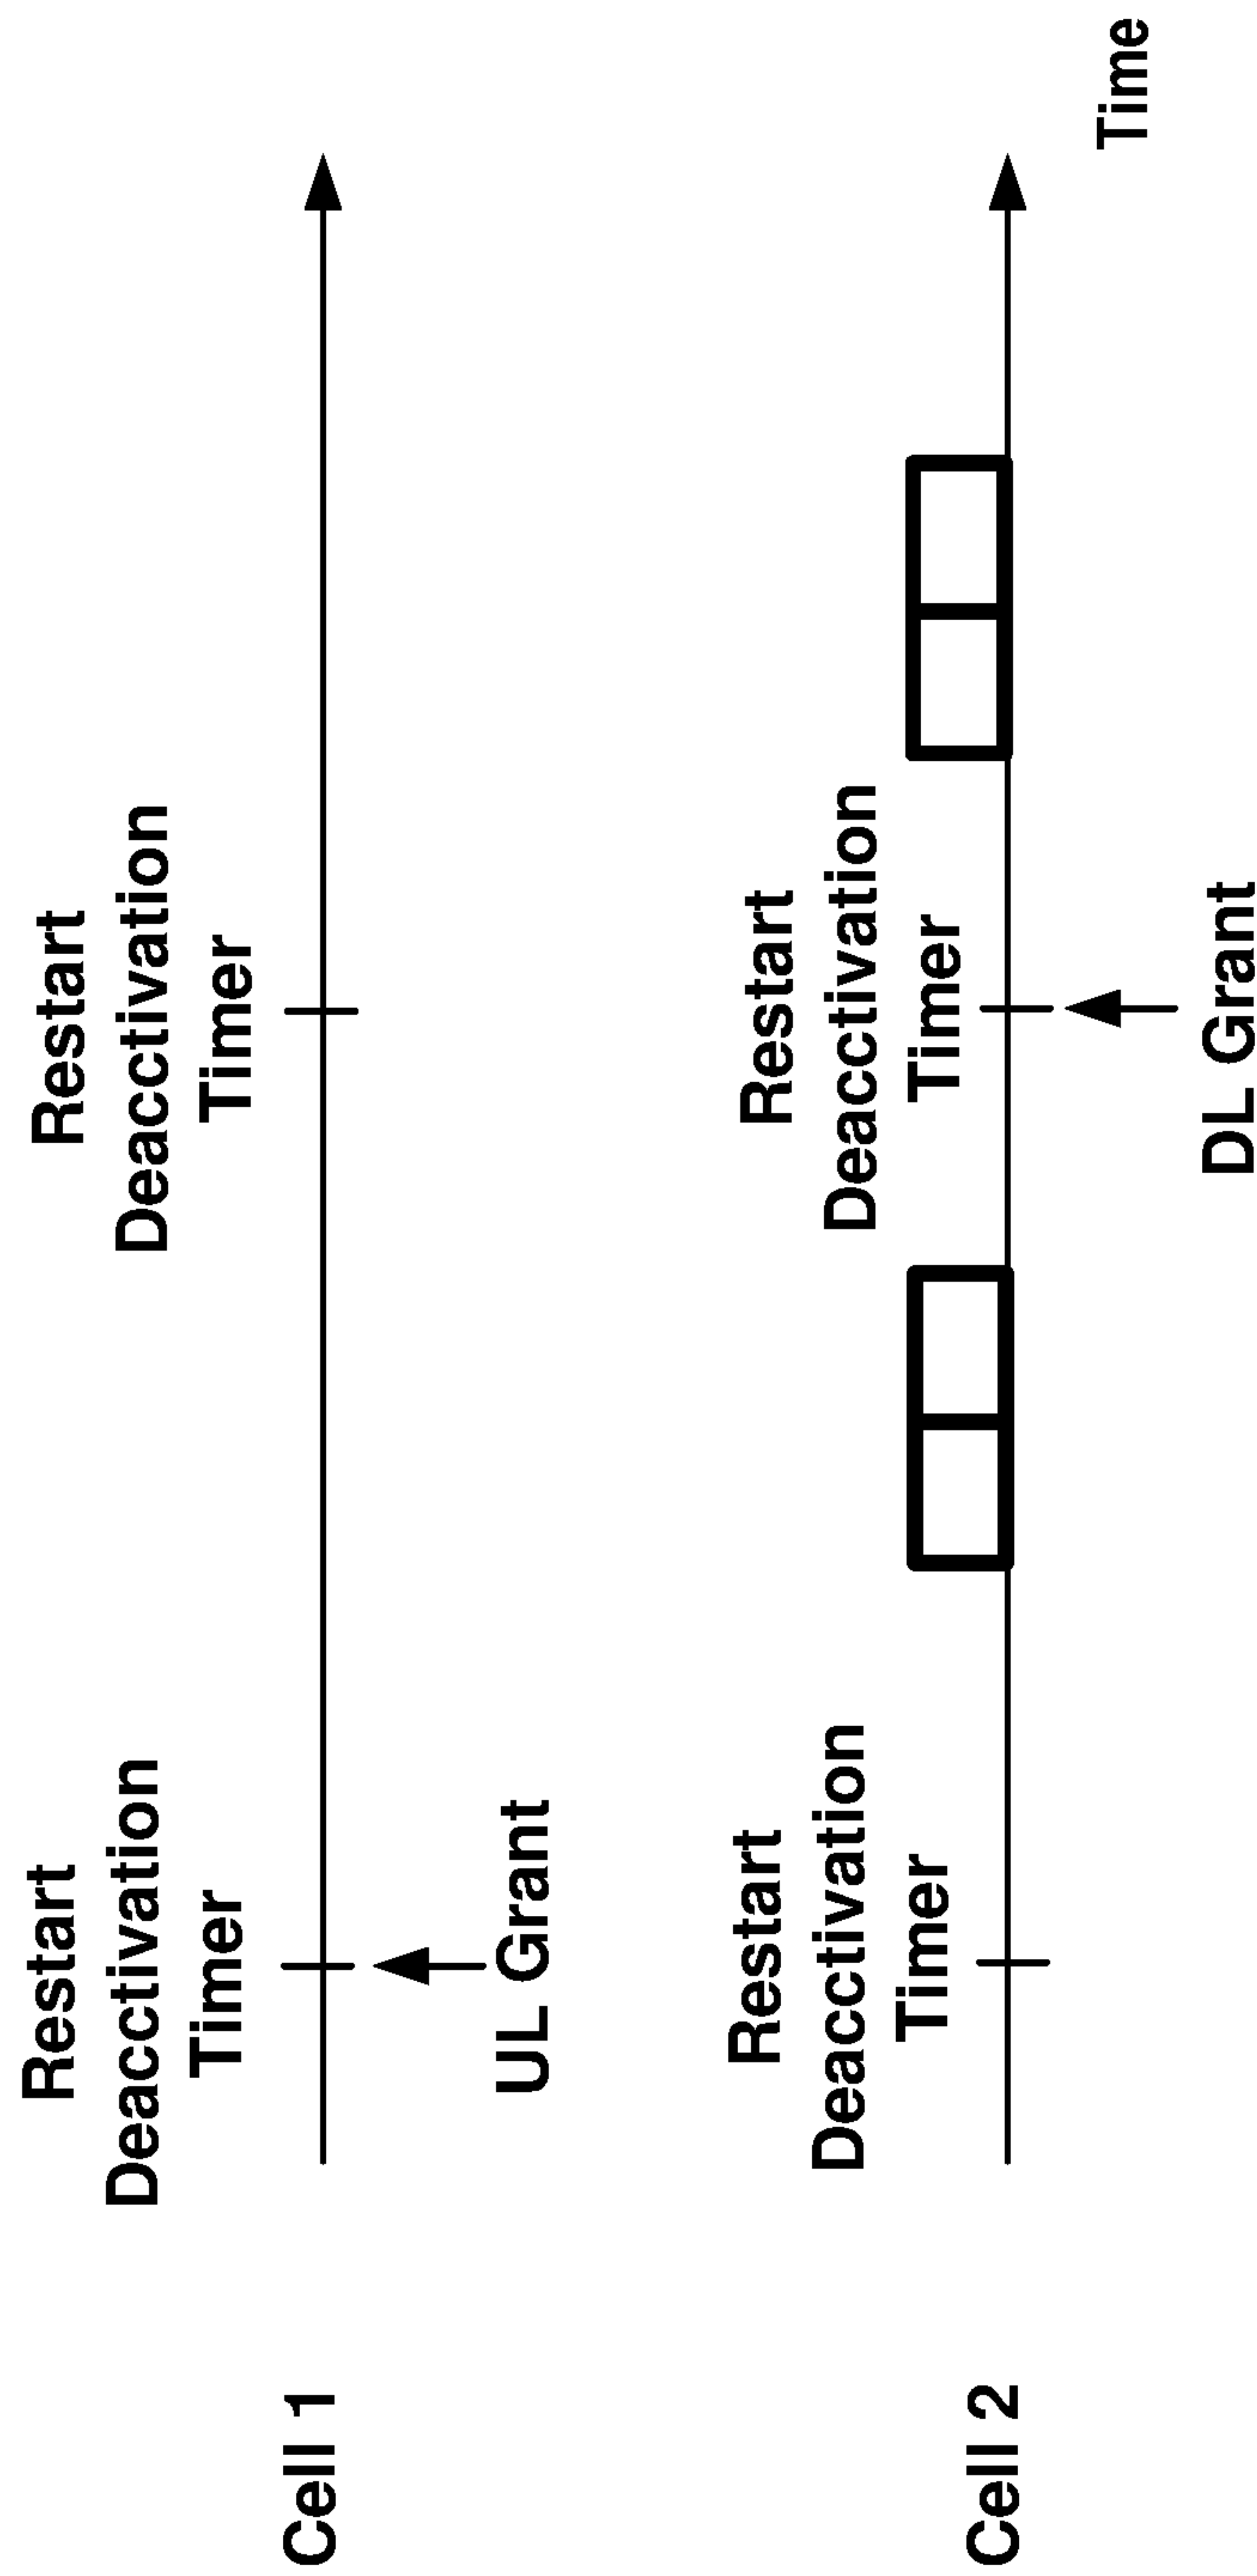 Restart
Deacctivation
Timer
Restart
Deacctivation
Timer
Cell 1
UL Grant
Restart
Deacctivation
Timer
Restart
Deacctivation
Timer
Cell 2
Time
DL Grant